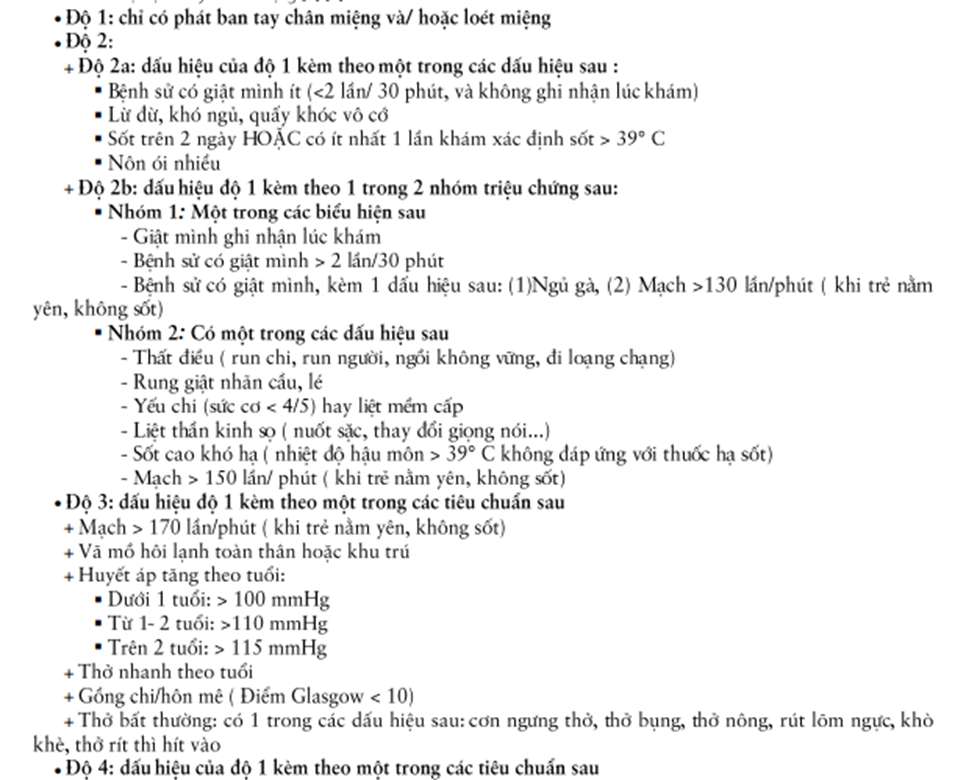 • Độ 1: chỉ có phát ban tay chân miệng và/ hoặc loét miệng
• Độ 2:
+ Độ 2a: dấu hiệu của độ 1 kèm theo một trong các dấu hiệu sau :
▪ Bệnh sử có giật mình ít (<2 lần/ 30 phút, và không ghi nhận lúc khám)
▪ Lừ đừ, khó ngủ, quấy khóc vô cớ
▪ Sốt trên 2 ngày HOẶC có ít nhất 1 lần khám xác định sốt > 39° C
▪ Nôn ói nhiều
+ Độ 2b: dấu hiệu độ 1 kèm theo 1 trong 2 nhóm triệu chứng sau:
▪ Nhóm 1: Một trong các biểu hiện sau
- Giật mình ghi nhận lúc khám
- Bệnh sử có giật mình > 2 lần/30 phút
- Bệnh sử có giật mình, kèm 1 dấu hiệu sau: (1)Ngủ gà, (2) Mạch >130 lần/phút ( khi trẻ nằm
yên, không sốt)
▪ Nhóm 2: Có một trong các dấu hiệu sau
- Thất điều ( run chi, run người, ngồi không vững, đi loạng chạng)
- Rung giật nhãn cầu, lé
- Yếu chi (sức cơ < 4/5) hay liệt mềm cấp
- Liệt thần kinh sọ ( nuốt sặc, thay đổi giọng nói...)
- Sốt cao khó hạ ( nhiệt độ hậu môn > 39° C không đáp ứng với thuốc hạ sốt)
- Mạch > 150 lần/ phút ( khi trẻ nằm yên, không sốt)
• Độ 3: dấu hiệu độ 1 kèm theo một trong các tiêu chuẩn sau
+ Mạch > 170 lần/phút ( khi trẻ nằm yên, không sốt)
+ Vã mồ hôi lạnh toàn thân hoặc khu trú
+ Huyết áp tăng theo tuổi:
▪ Dưới 1 tuổi: > 100 mmHg
▪ Từ 1- 2 tuổi: >110 mmHg
▪ Trên 2 tuổi: > 115 mmHg
+ Thở nhanh theo tuổi
+ Gồng chi/hôn mê ( Điểm Glasgow < 10)
+ Thở bất thường: có 1 trong các dấu hiệu sau: cơn ngưng thở, thở bụng, thở nông, rút lõm ngực, khò
khè, thở rít thì hít vào
• Độ 4: dấu hiệu của độ 1 kèm theo một trong các tiêu chuẩn sau